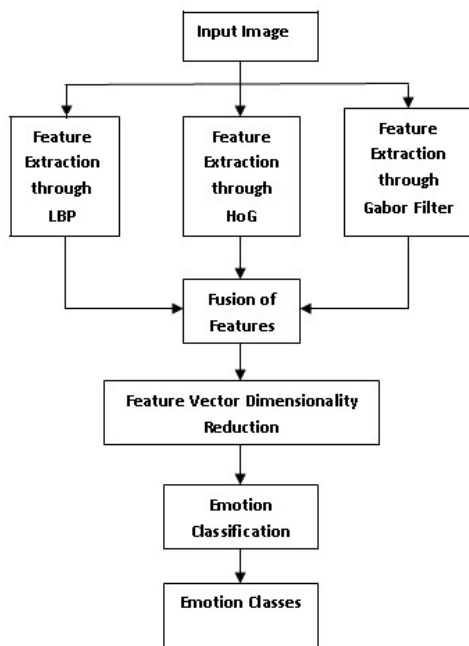 Input Image
Feature
Extraction
through
LBP
Feature
Extraction
through
HoG
Feature
Extraction
through
Gabor Filter
Fusion of
Features
Feature Vector Dimensionality
Reduction
Emotion
Classification
Emotion Classes